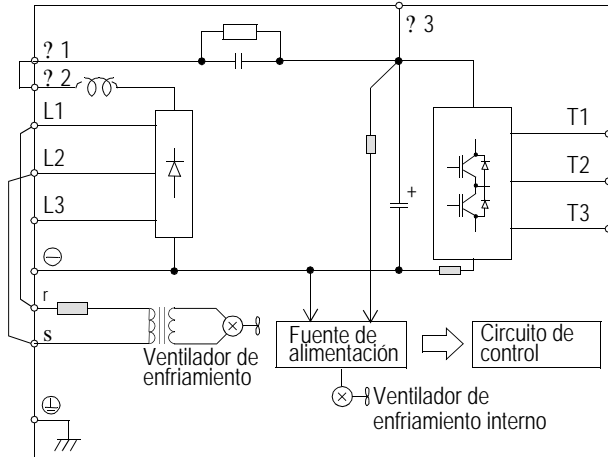 ? 3
? 1
? 2
L1
L2
L3
T1
T2
T3
+
r
s
Ventilador de
enfriamiento
Fuente de
alimentación
Circuito de
control
Ventilador de
enfriamiento interno